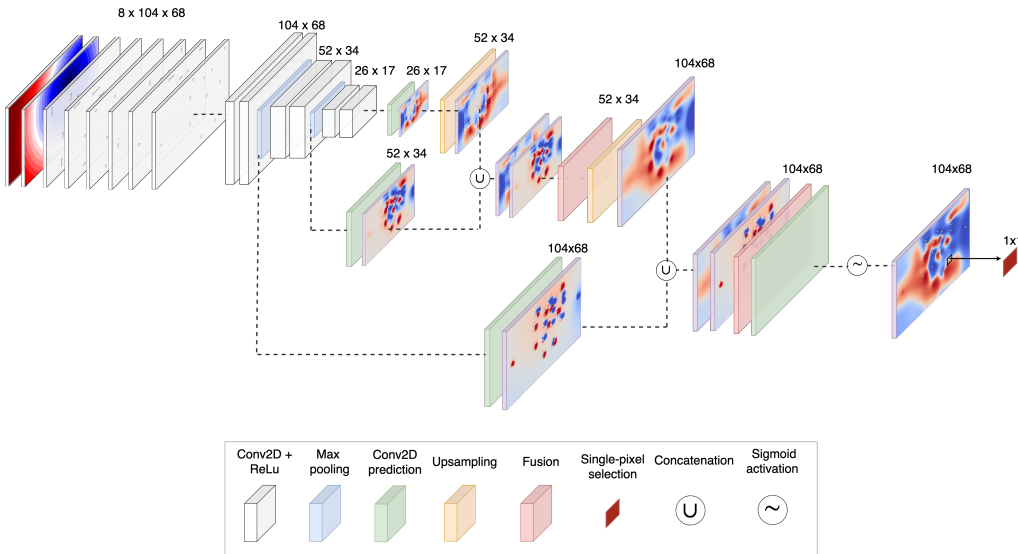 8 x 104 x 68
104 x 68
52 x 34
26 x 17
26 x 17
52 x 34
52 x 34
104x68
52 x 34
104x68
104x68
104x68
Conv2D + ReLu
Max pooling
Conv2D prediction
Upsampling
Fusion
Single-pixel selection
Concatenation
Sigmoid activation